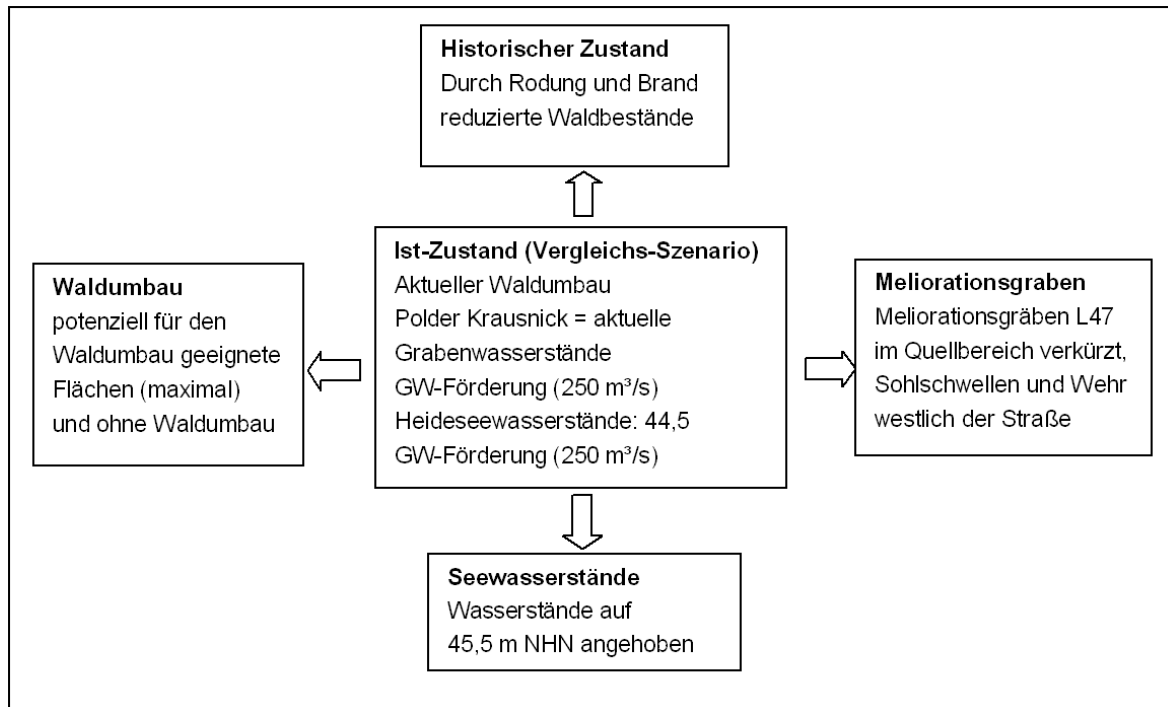 Historischer Zustand
Durch Rodung und Brand
reduzierte Waldbestände
Ist-Zustand (Vergleichs-Szenario)
Aktueller Waldumbau
Polder Krausnick = aktuelle
Grabenwasserstände
GW-Förderung (250 m³/s)
Heideseewasserstände: 44,5
GW-Förderung (250 m³/s)
Waldumbau
potenziell für den
Waldumbau geeignete
Flächen (maximal)
und ohne Waldumbau
Meliorationsgraben
Meliorationsgräben L47
im Quellbereich verkürzt,
Sohlschwellen und Wehr
westlich der Straße
Seewasserstände
Wasserstände auf
45,5 m NHN angehoben